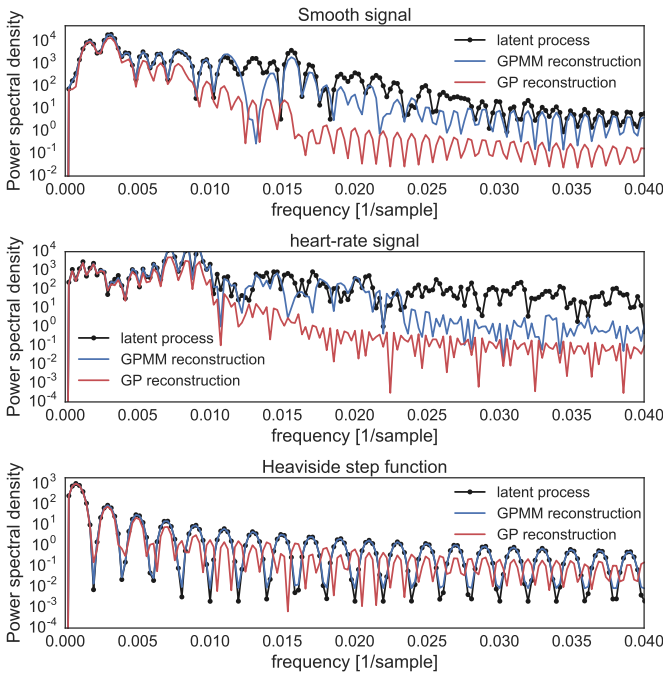 Smooth signal
Power spectral density
10^4
10^3
10^2
10^1
10^0
10^-1
10^-2
latent process
GPMM reconstruction
GP reconstruction
0.000 0.005 0.010 0.015 0.020 0.025 0.030 0.035 0.040
frequency [1/sample]
heart-rate signal
Power spectral density
10^4
10^3
10^2
10^1
10^0
10^-1
10^-2
10^-3
10^-4
latent process
GPMM reconstruction
GP reconstruction
0.000 0.005 0.010 0.015 0.020 0.025 0.030 0.035 0.040
frequency [1/sample]
Heaviside step function
Power spectral density
10^3
10^2
10^1
10^0
10^-1
10^-2
10^-3
10^-4
latent process
GPMM reconstruction
GP reconstruction
0.000 0.005 0.010 0.015 0.020 0.025 0.030 0.035 0.040
frequency [1/sample]